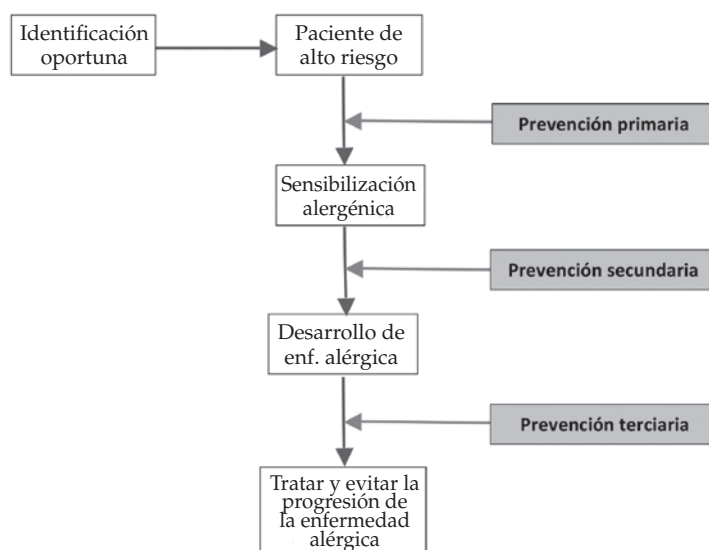 Identificación
oportuna
Paciente de
alto riesgo
Prevención primaria
Sensibilización
alergénica
Prevención secundaria
Desarrollo de
enf. alérgica
Prevención terciaria
Tratar y evitar la
progresión de
la enfermedad
alérgica